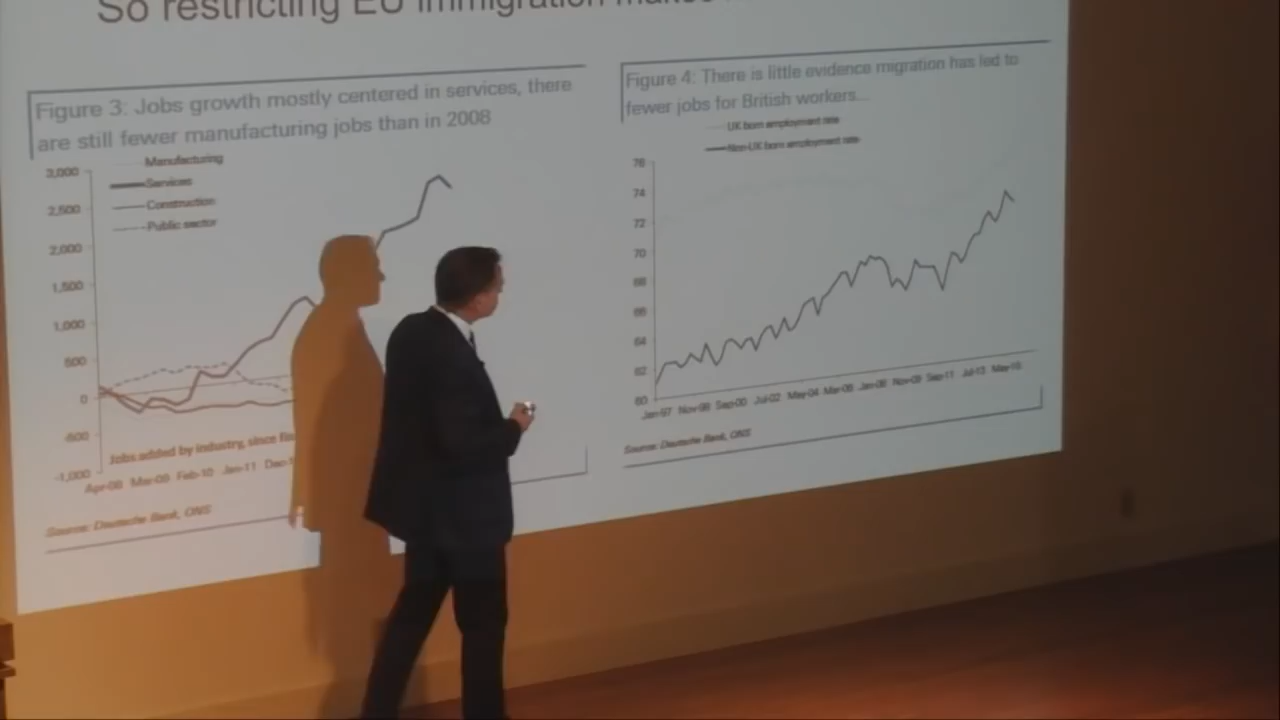 So restricting EU immigration makes
Figure 3: Jobs growth mostly centered in services, there
are still fewer manufacturing jobs than in 2008
Manufacturing
Services
Construction
Public sector
3,000
2,500
2,000
1,500
1,000
500
0
-500
-1,000
Jobs added by industry, since
Apr-08 Mar-09 Feb-10 Jan-11
Source: Deutsche Bank, ONS
Figure 4: There is little evidence migration has led to
fewer jobs for British workers...
UK born employment rate
Non-UK born employment rate
76
74
72
70
68
66
64
62
60
Jan-97 Nov-98 Sep-00 Jul-02 May-04 Mar-06 Jan-08 Nov-09 Sep-11 Jul-13
Source: Deutsche Bank, ONS